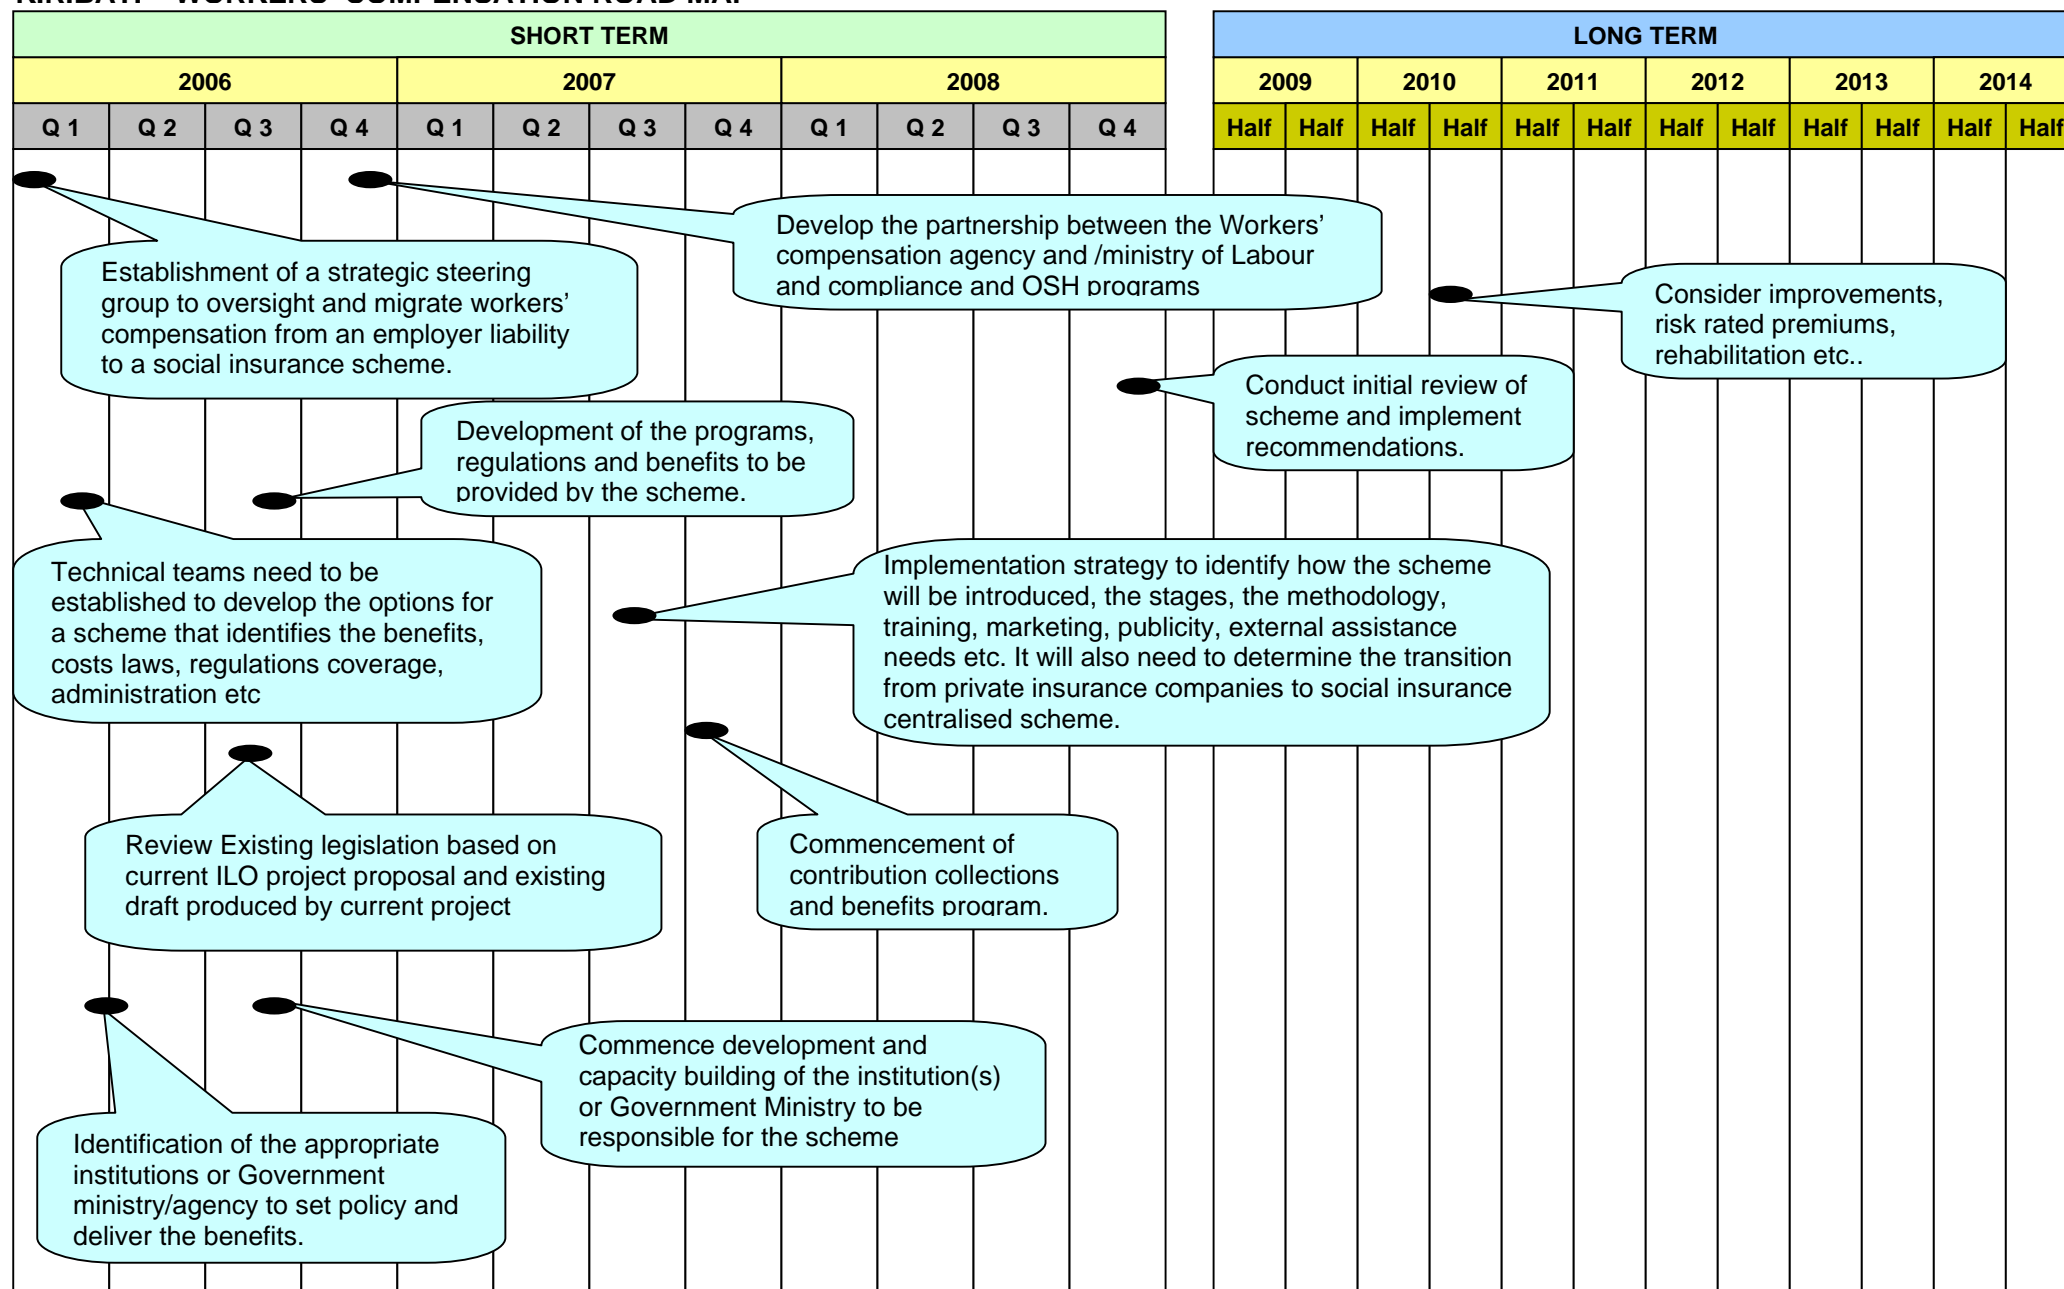 WORKERS' COMPENSATION ROAD MAP
SHORT TERM
LONG TERM
2006
2007
2008
2009
2010
2011
2012
2013
2014
Q 1
Q 2
Q 3
Q 4
Q 1
Q 2
Q 3
Q 4
Q 1
Q 2
Q 3
Q 4
Half
Half
Half
Half
Half
Half
Half
Half
Half
Half
Half
Half
Develop the partnership between the Workers’
compensation agency and /ministry of Labour
and compliance and OSH programs
Establishment of a strategic steering
group to oversight and migrate workers’
compensation from an employer liability
to a social insurance scheme.
Consider improvements,
risk rated premiums,
rehabilitation etc..
Conduct initial review of
scheme and implement
recommendations.
Development of the programs,
regulations and benefits to be
provided by the scheme.
Technical teams need to be
established to develop the options for
a scheme that identifies the benefits,
costs laws, regulations coverage,
administration etc
Implementation strategy to identify how the scheme
will be introduced, the stages, the methodology,
training, marketing, publicity, external assistance
needs etc. It will also need to determine the transition
from private insurance companies to social insurance
centralised scheme.
Review Existing legislation based on
current ILO project proposal and existing
draft produced by current project
Commencement of
contribution collections
and benefits program.
Commence development and
capacity building of the institution(s)
or Government Ministry to be
responsible for the scheme
Identification of the appropriate
institutions or Government
ministry/agency to set policy and
deliver the benefits.